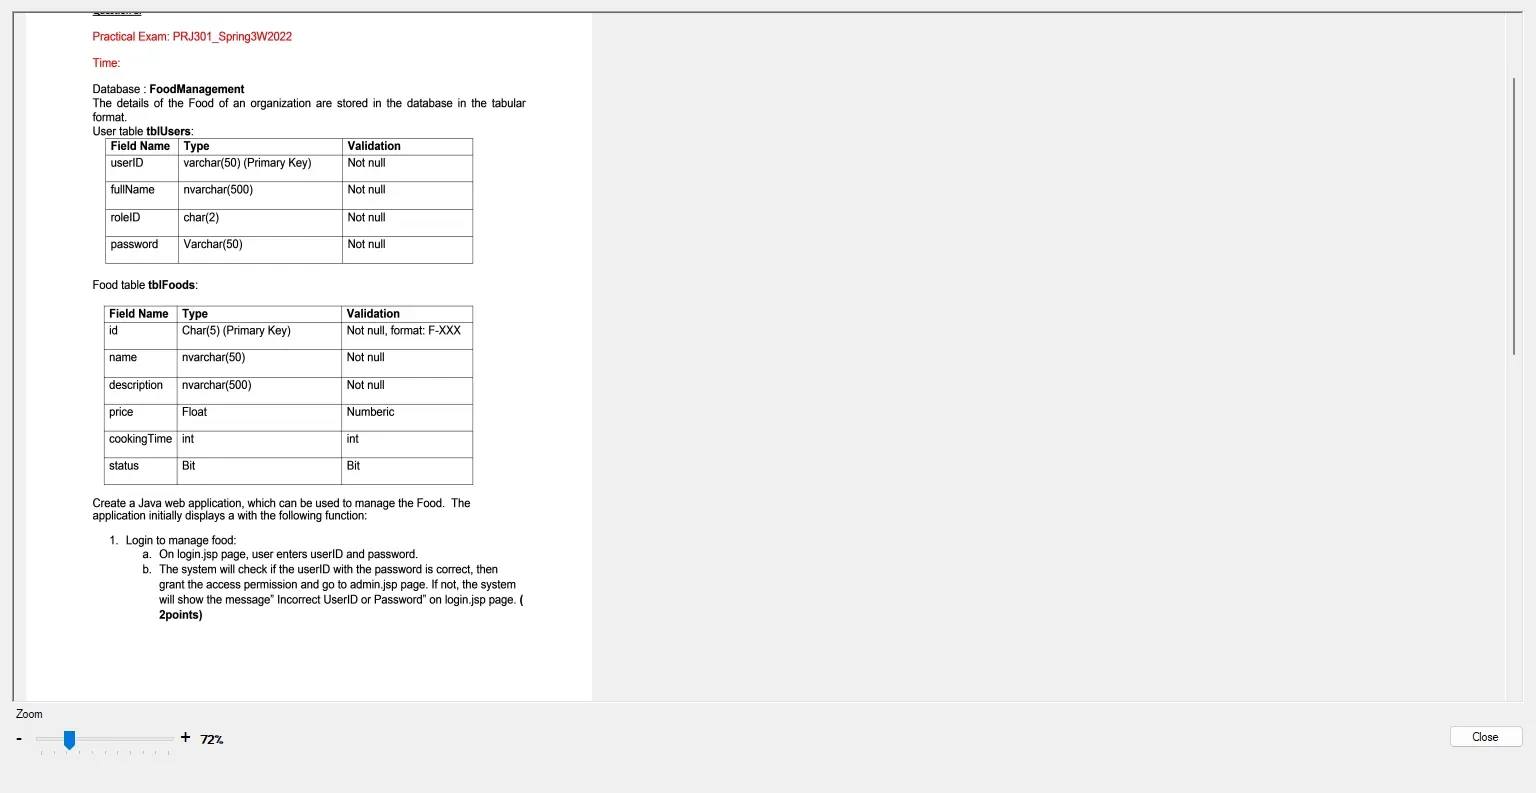 Practical Exam: PRJ301_Spring3W2022
Time:
Database : FoodManagement
The details of the Food of an organization are stored in the database in the tabular
format.
User table tblUsers:
Field Name Type Validation
userID varchar(50) (Primary Key) Not null
fullName nvarchar(500) Not null
roleID char(2) Not null
password Varchar(50) Not null
Food table tblFoods:
Field Name Type Validation
id Char(5) (Primary Key) Not null, format: F-XXX
name nvarchar(50) Not null
description nvarchar(500) Not null
price Float Numberic
cookingTime int int
status Bit Bit
Create a Java web application, which can be used to manage the Food. The
application initially displays a with the following function:
1. Login to manage food:
a. On login.jsp page, user enters userID and password.
b. The system will check if the userID with the password is correct, then
grant the access permission and go to admin.jsp page. If not, the system
will show the message” Incorrect UserID or Password” on login.jsp page. (
2points)
Zoom
- + 72%
Close